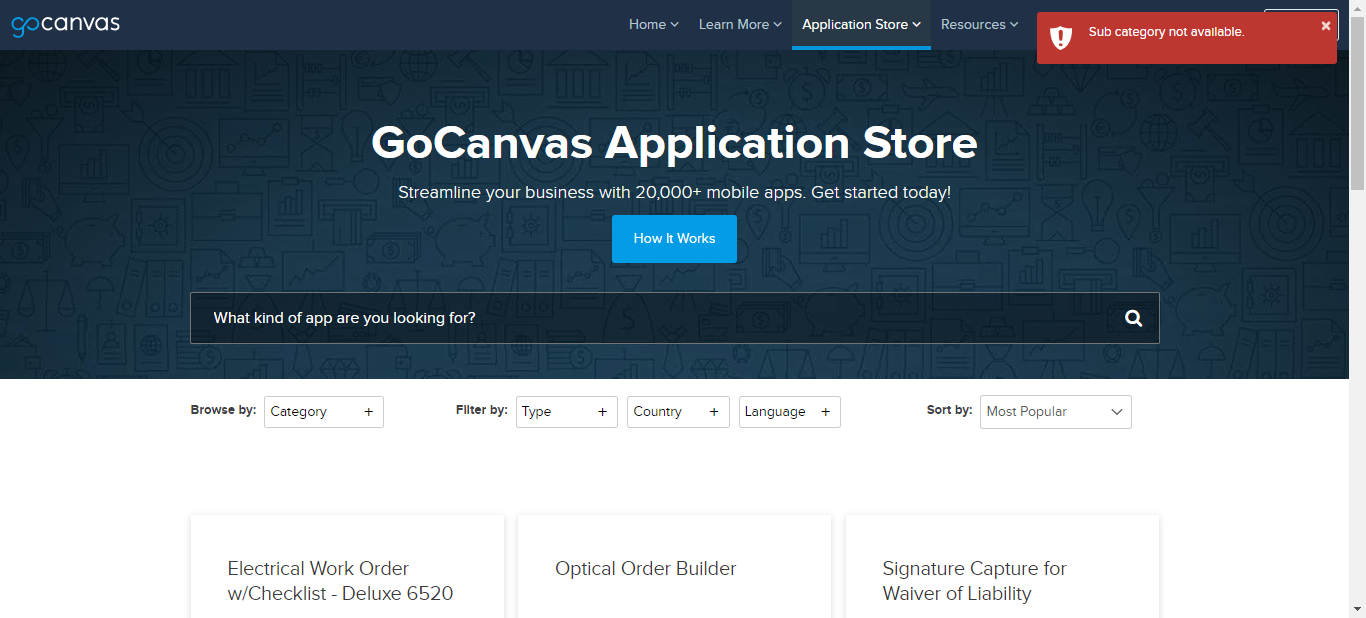 gocanvas
Home
Learn More
Application Store
Resources
Sub category not available.
GoCanvas Application Store
Streamline your business with 20,000+ mobile apps. Get started today!
How It Works
What kind of app are you looking for?
Browse by:
Category +
Filter by:
Type +
Country +
Language +
Sort by:
Most Popular
Electrical Work Order
w/Checklist - Deluxe 6520
Optical Order Builder
Signature Capture for
Waiver of Liability